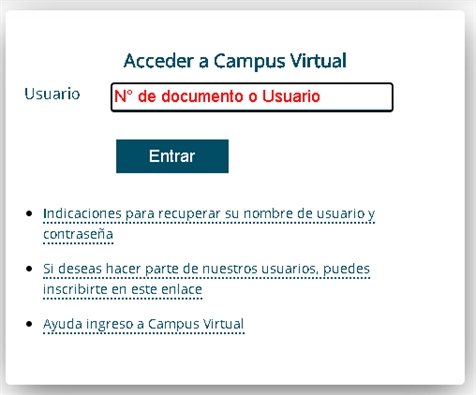 Acceder a Campus Virtual
Usuario
N° de documento o Usuario
Entrar
Indicaciones para recuperar su nombre de usuario y
contraseña
Si deseas hacer parte de nuestros usuarios, puedes
inscribirte en este enlace
Ayuda ingreso a Campus Virtual